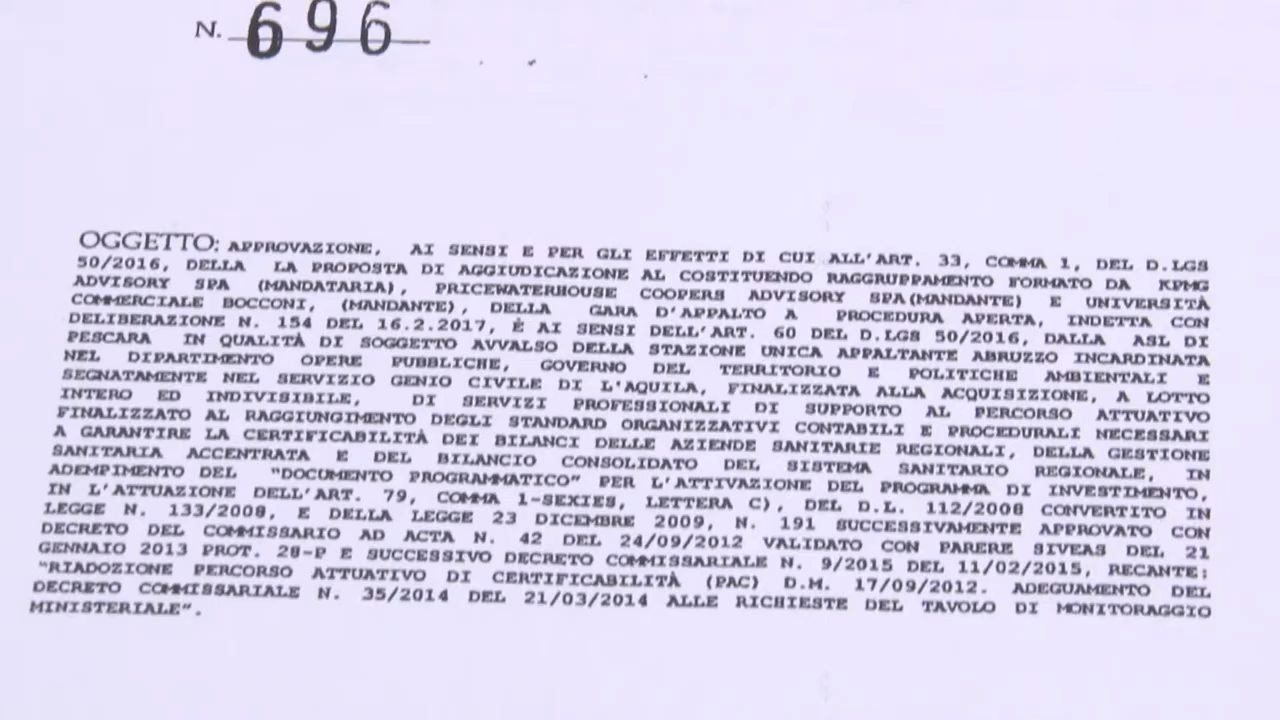 N. 696
OGGETTO: APPROVAZIONE, AI SENSI E PER GLI EFFETTI DI CUI ALL'ART. 33, COMMA 1, DEL D.LGS
50/2016, DELLA LA PROPOSTA DI AGGIUDICAZIONE AL COSTITUENDO RAGGRUPPAMENTO FORMATO DA KPMG
ADVISORY SPA (MANDATARIA), PRICEWATERHOUSE COOPERS ADVISORY SPA(MANDANTE) E UNIVERSITÀ
COMMERCIALE BOCCONI, (MANDANTE), DELLA GARA D'APPALTO A PROCEDURA APERTA, INDETTA CON
DELIBERAZIONE N. 154 DEL 16.2.2017, È AI SENSI DELL'ART. 60 DEL D.LGS 50/2016, DALLA ASL DI
PESCARA IN QUALITÀ DI SOGGETTO AVVALSO DELLA STAZIONE UNICA APPALTANTE ABRUZZO INCARDINATA
NEL DIPARTIMENTO OPERE PUBBLICHE, GOVERNO DEL TERRITORIO E POLITICHE AMBIENTALI E
SEGNATAMENTE NEL SERVIZIO GENIO CIVILE DI L'AQUILA, FINALIZZATA ALLA ACQUISIZIONE, A LOTTO
INTERO ED INDIVISIBILE, DI SERVIZI PROFESSIONALI DI SUPPORTO AL PERCORSO ATTUATIVO
FINALIZZATO AL RAGGIUNGIMENTO DEGLI STANDARD ORGANIZZATIVI CONTABILI E PROCEDURALI NECESSARI
A GARANTIRE LA CERTIFICABILITÀ DEI BILANCI DELLE AZIENDE SANITARIE REGIONALI, DELLA GESTIONE
SANITARIA ACCENTRATA E DEL BILANCIO CONSOLIDATO DEL SISTEMA SANITARIO REGIONALE, IN
ADEMPIMENTO DEL "DOCUMENTO PROGRAMMATICO" PER L'ATTIVAZIONE DEL PROGRAMMA DI INVESTIMENTO,
IN L'ATTUAZIONE DELL'ART. 79, COMMA 1-SEXIES, LETTERA C), DEL D.L. 112/2008 CONVERTITO IN
LEGGE N. 133/2008, E DELLA LEGGE 23 DICEMBRE 2009, N. 191 SUCCESSIVAMENTE APPROVATO CON
DECRETO DEL COMMISSARIO AD ACTA N. 42 DEL 24/09/2012 VALIDATO CON PARERE SIVEAS DEL 21
GENNAIO 2013 PROT. 28-P E SUCCESSIVO DECRETO COMMISSARIALE N. 9/2015 DEL 11/02/2015, RECANTE:
"RIADOZIONE PERCORSO ATTUATIVO DI CERTIFICABILITÀ (PAC) D.M. 17/09/2012. ADEGUAMENTO DEL
DECRETO COMMISSARIALE N. 35/2014 DEL 21/03/2014 ALLE RICHIESTE DEL TAVOLO DI MONITORAGGIO
MINISTERIALE".